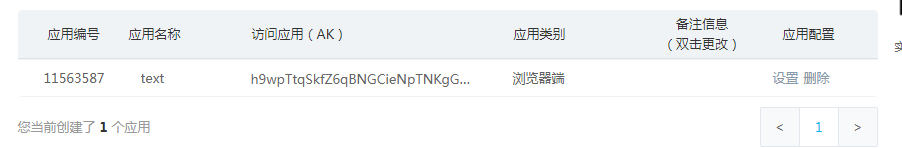 应用编号 应用名称 访问应用（AK） 应用类别 备注信息
（双击更改） 应用配置
11563587 text h9wpTtqSkfZ6qBNGCieNpTNKgG... 浏览器端 设置 删除
您当前创建了 1 个应用 < 1 >